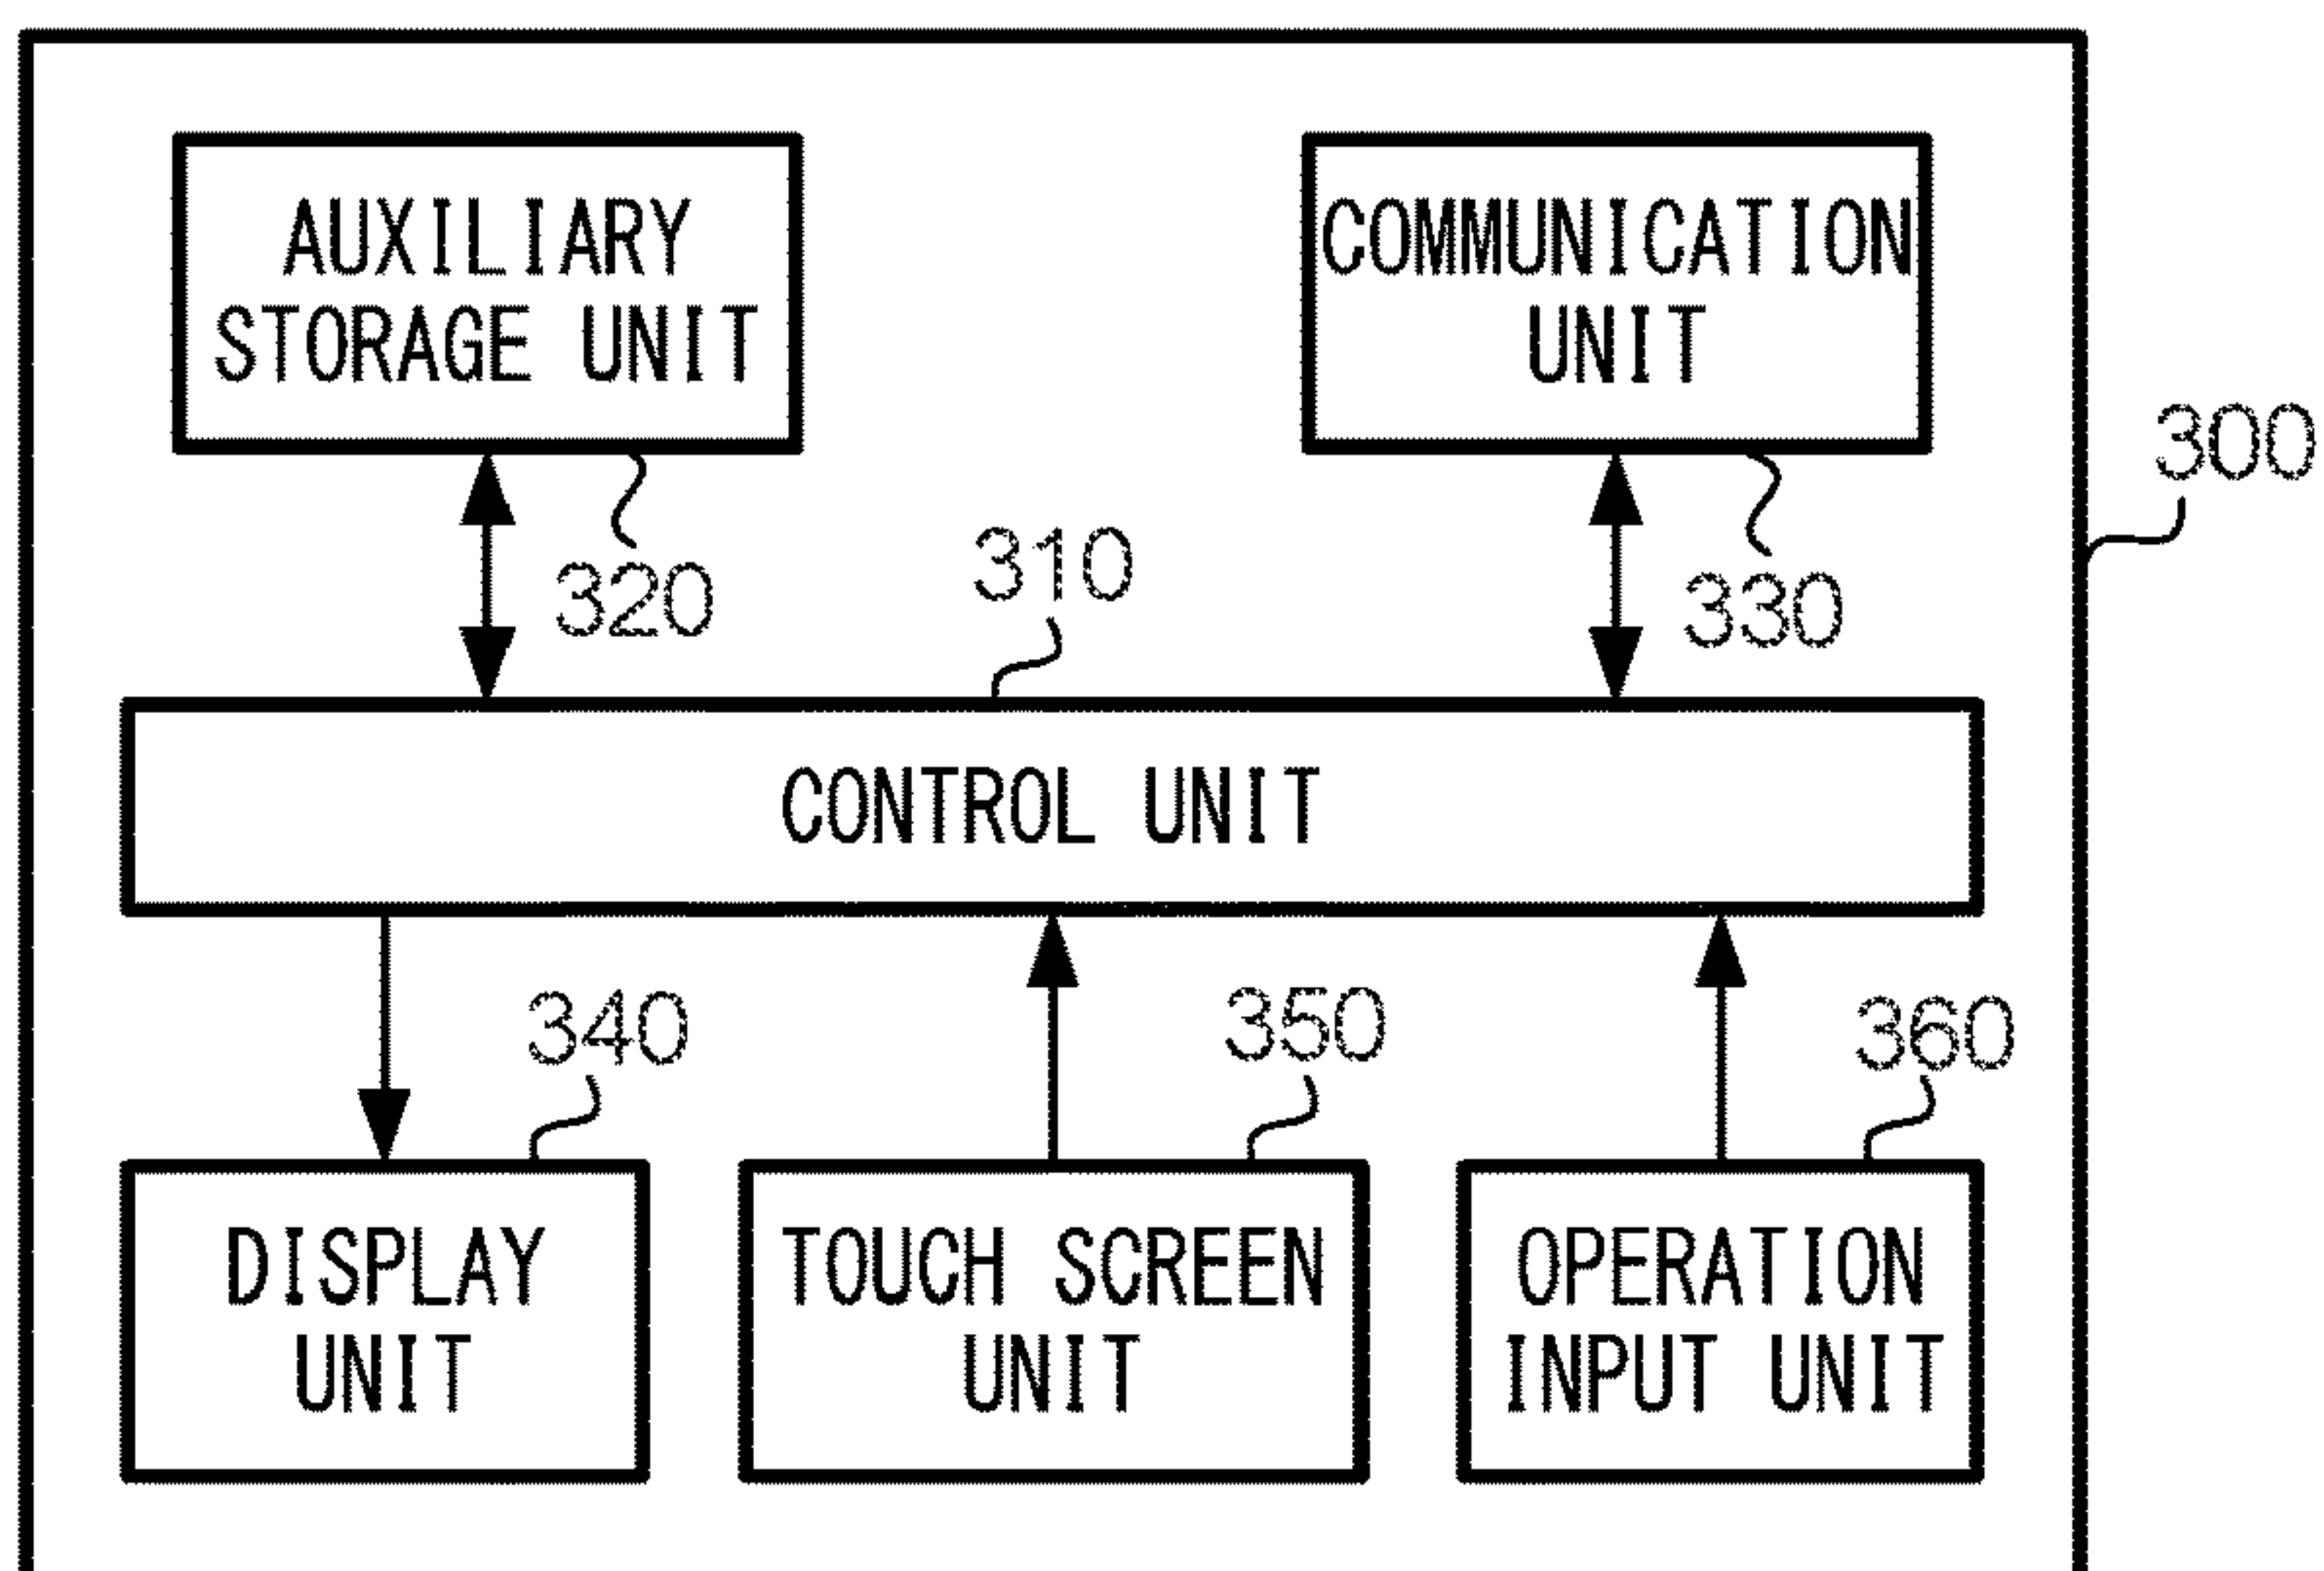 AUXILIARY
STORAGE UNIT
COMMUNICATION
UNIT
300
320
310
330
CONTROL UNIT
340
350
360
DISPLAY
UNIT
TOUCH SCREEN
UNIT
OPERATION
INPUT UNIT